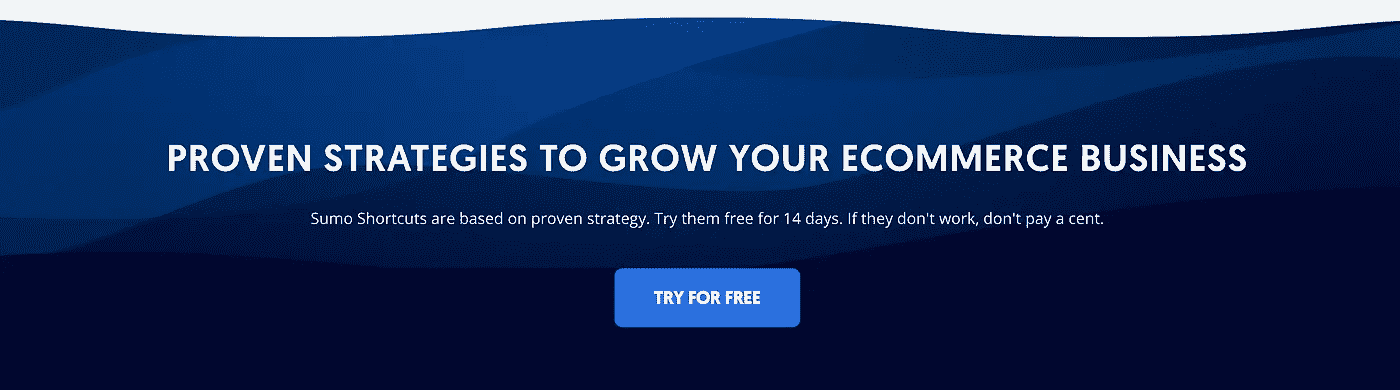 PROVEN STRATEGIES TO GROW YOUR ECOMMERCE BUSINESS
Sumo Shortcuts are based on proven strategy. Try them free for 14 days. If they don't work, don't pay a cent.
TRY FOR FREE